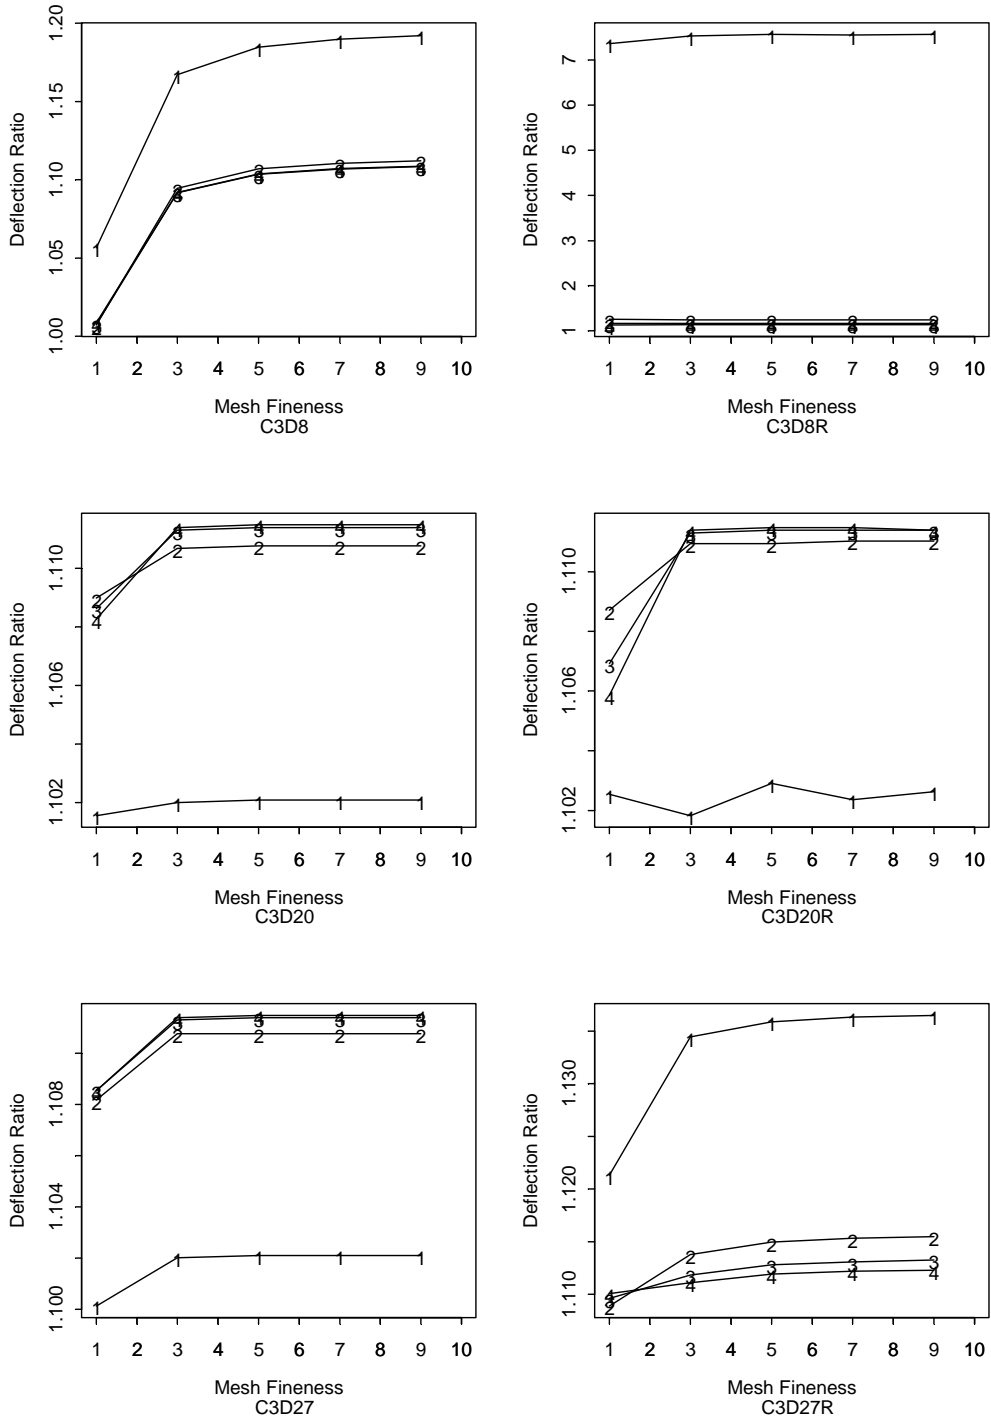 1.20
1.15
1.10
1.05
1.00
Deflection Ratio
1 2 3 4 5 6 7 8 9 10
Mesh Fineness
C3D8
7
6
5
4
3
2
1
Deflection Ratio
1 2 3 4 5 6 7 8 9 10
Mesh Fineness
C3D8R
1.110
1.106
1.102
Deflection Ratio
1 2 3 4 5 6 7 8 9 10
Mesh Fineness
C3D20
1.110
1.106
1.102
Deflection Ratio
1 2 3 4 5 6 7 8 9 10
Mesh Fineness
C3D20R
1.108
1.104
1.100
Deflection Ratio
1 2 3 4 5 6 7 8 9 10
Mesh Fineness
C3D27
1.130
1.120
1.110
Deflection Ratio
1 2 3 4 5 6 7 8 9 10
Mesh Fineness
C3D27R